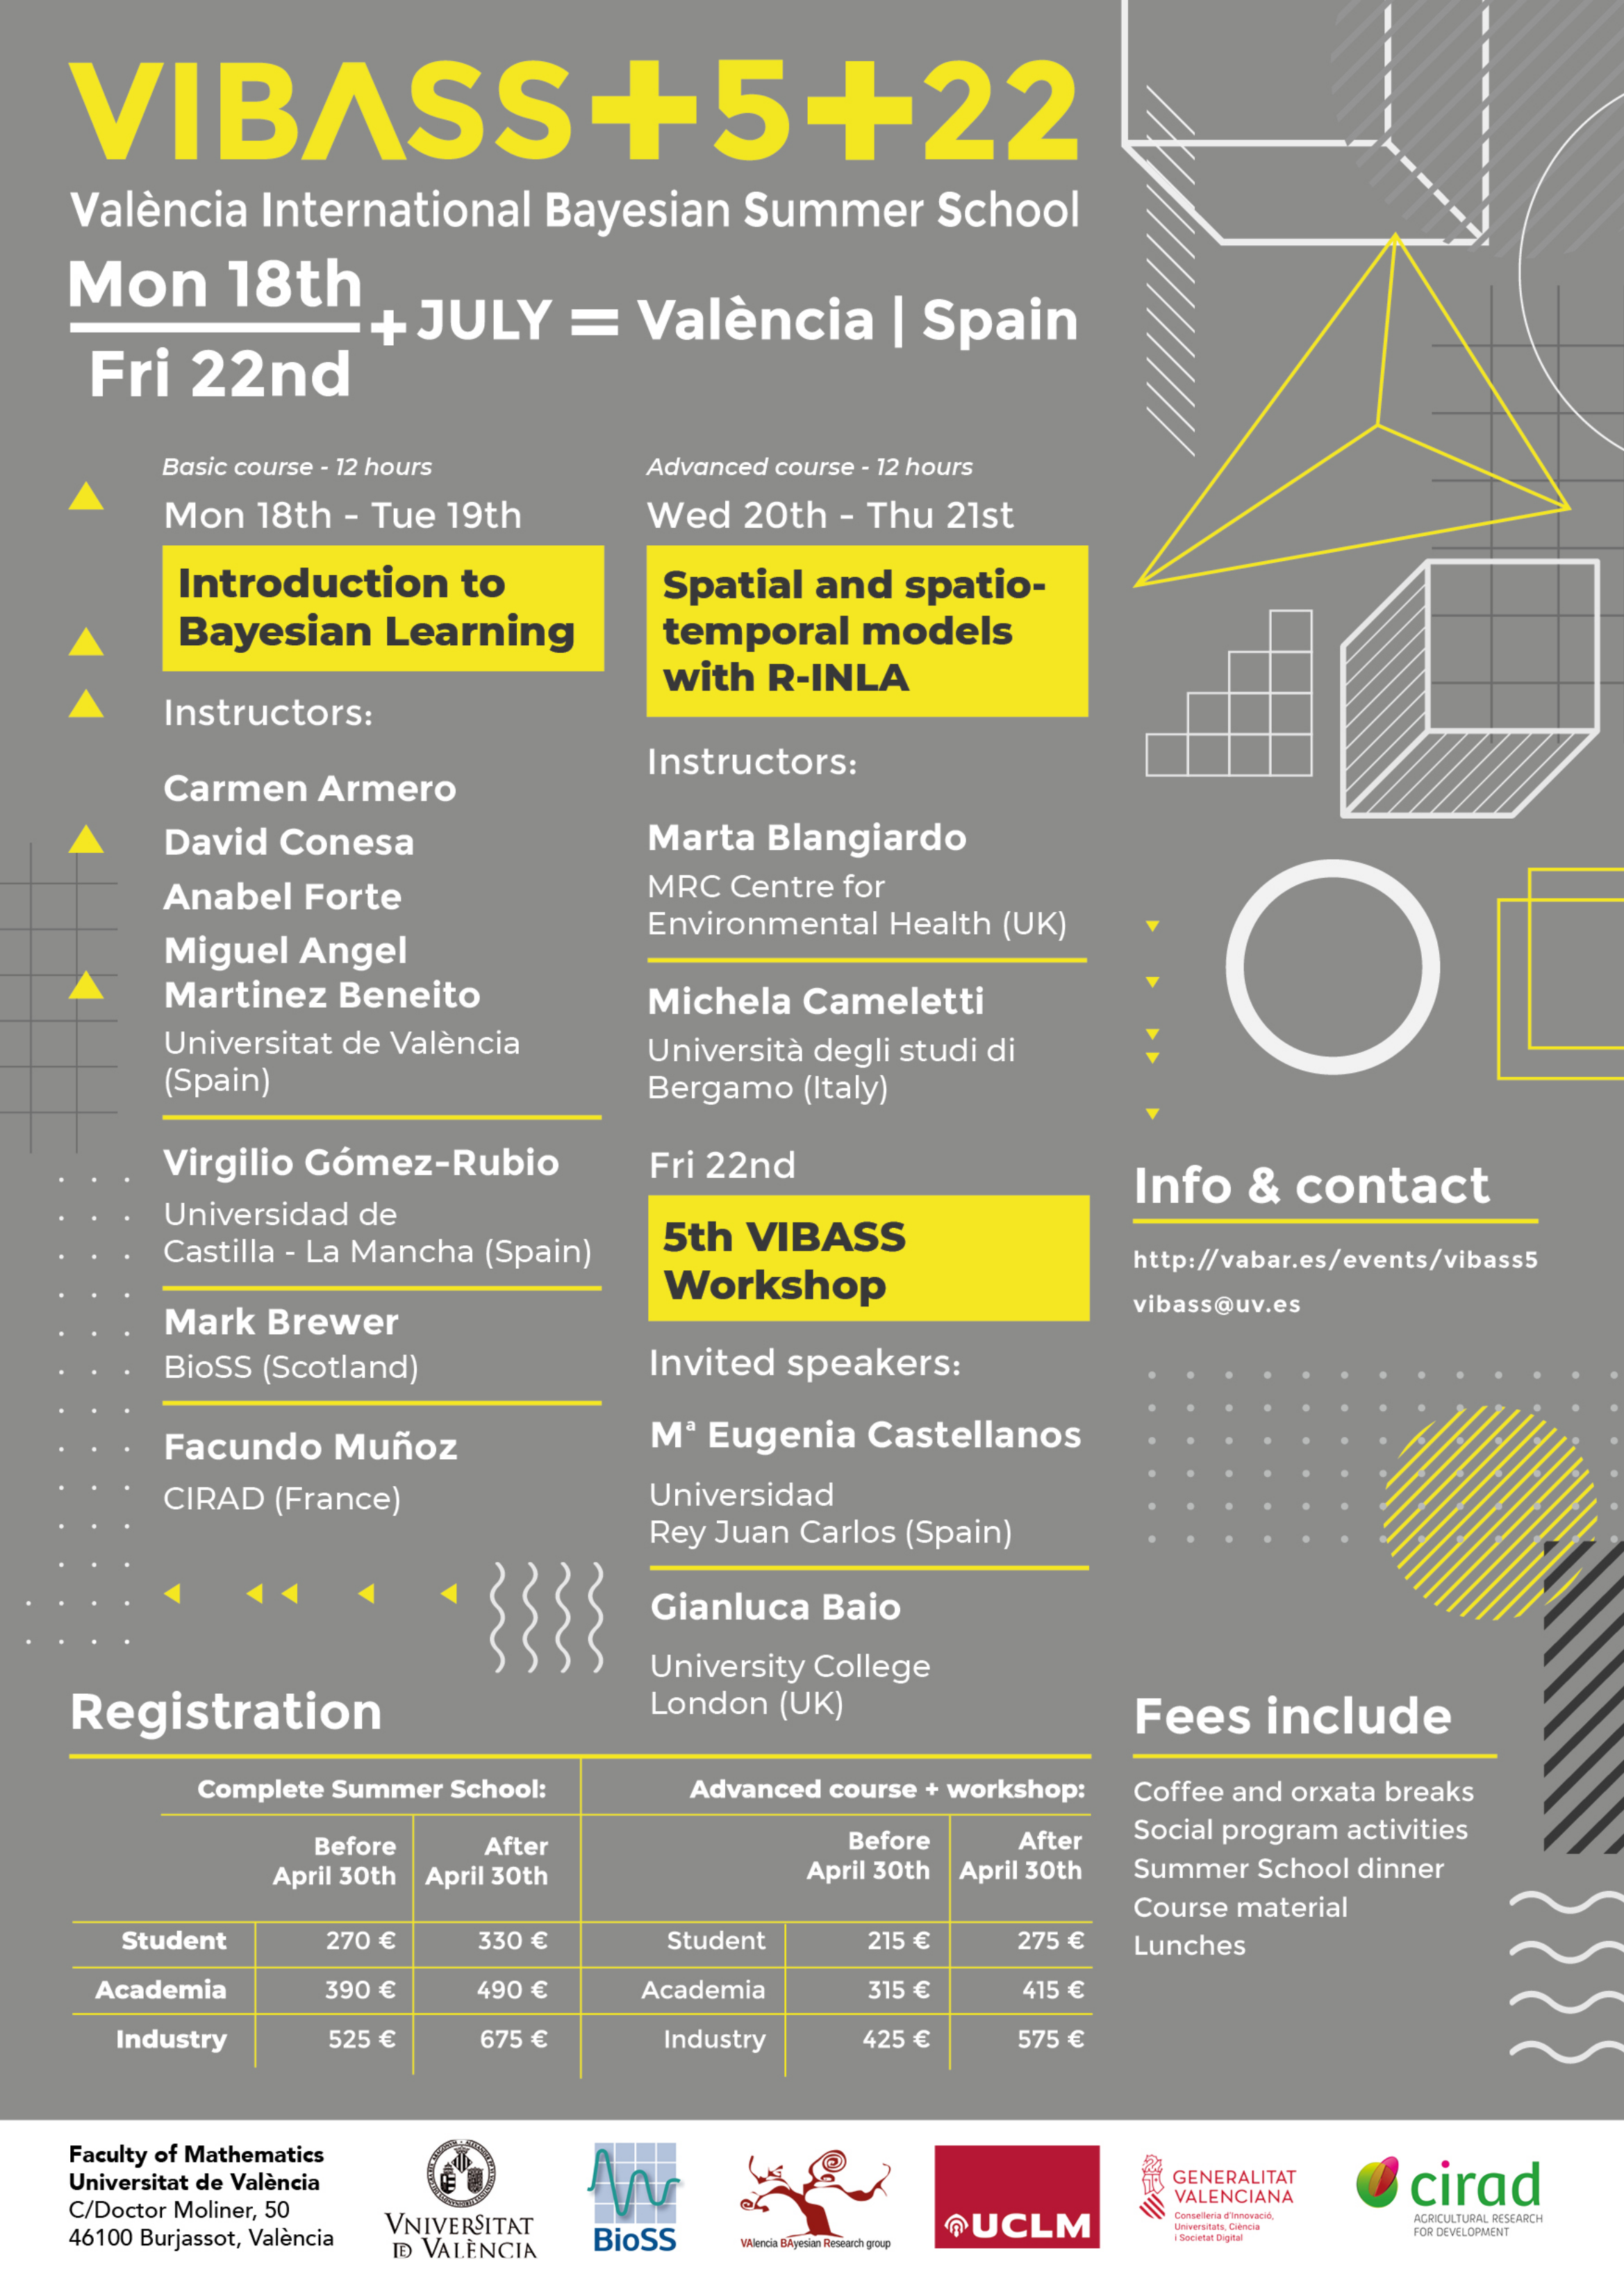 VIBASS+5+22
València International Bayesian Summer School
Mon 18th
Fri 22nd
+ JULY = València | Spain
Basic course - 12 hours
Mon 18th - Tue 19th
Introduction to
Bayesian Learning
Instructors:
Carmen Armero
David Conesa
Anabel Forte
Miguel Angel
Martinez Beneito
Universitat de València
(Spain)
Virgilio Gómez-Rubio
Universidad de
Castilla - La Mancha (Spain)
Mark Brewer
BioSS (Scotland)
Facundo Muñoz
CIRAD (France)
Advanced course - 12 hours
Wed 20th - Thu 21st
Spatial and spatio-
temporal models
with R-INLA
Instructors:
Marta Blangiardo
MRC Centre for
Environmental Health (UK)
Michela Cameletti
Università degli studi di
Bergamo (Italy)
Fri 22nd
5th VIBASS
Workshop
Invited speakers:
Mª Eugenia Castellanos
Universidad
Rey Juan Carlos (Spain)
Gianluca Baio
University College
London (UK)
Info & contact
http://vabar.es/events/vibass5
vibass@uv.es
Registration
Complete Summer School: Advanced course + workshop:
Before April 30th After April 30th Before April 30th After April 30th
Student 270 € 330 € Student 215 € 275 €
Academia 390 € 490 € Academia 315 € 415 €
Industry 525 € 675 € Industry 425 € 575 €
Fees include
Coffee and orxata breaks
Social program activities
Summer School dinner
Course material
Lunches
Faculty of Mathematics
Universitat de València
C/Doctor Moliner, 50
46100 Burjassot, València
VNIVERSITAT
DE VALÈNCIA
BioSS
VAlencia BAyesian Research group
UCLM
GENERALITAT
VALENCIANA
Conselleria d'Innovació,
Universitats, Ciència
i Societat Digital
cirad
AGRICULTURAL RESEARCH
FOR DEVELOPMENT